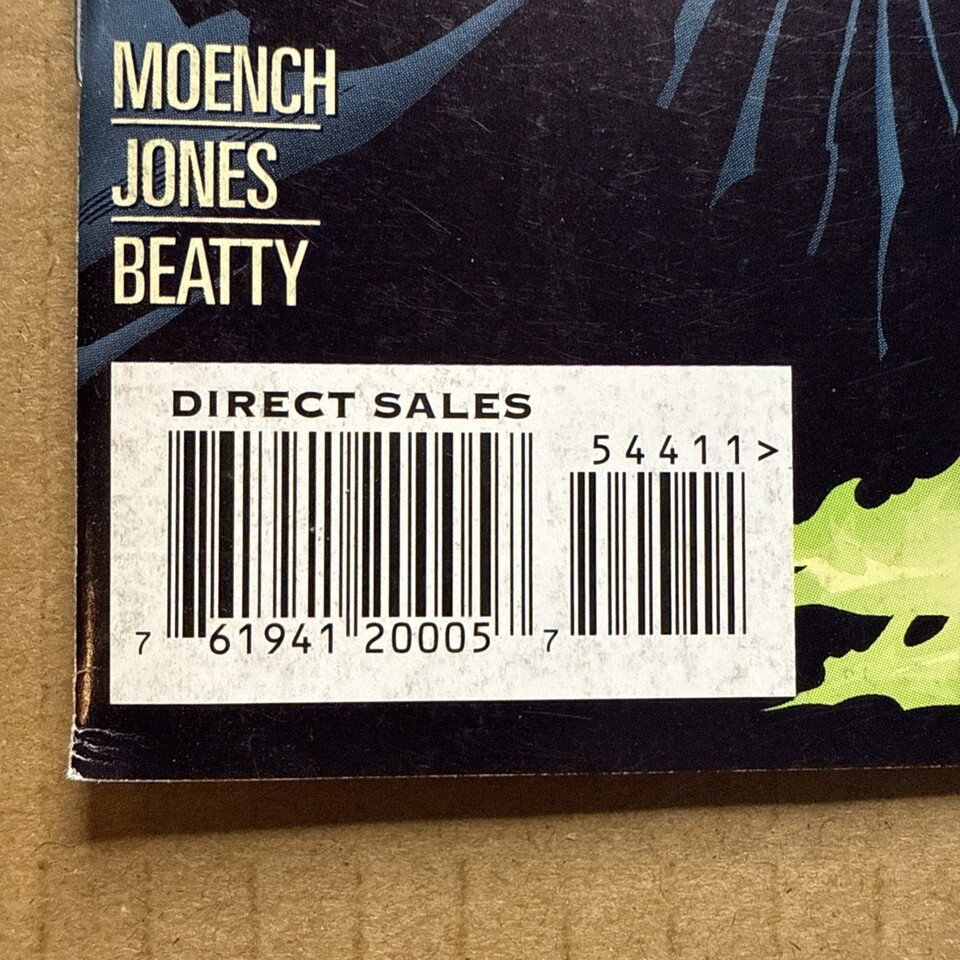 MOENCH
JONES
BEATTY
DIRECT SALES
54411>
7 61941 20005 7